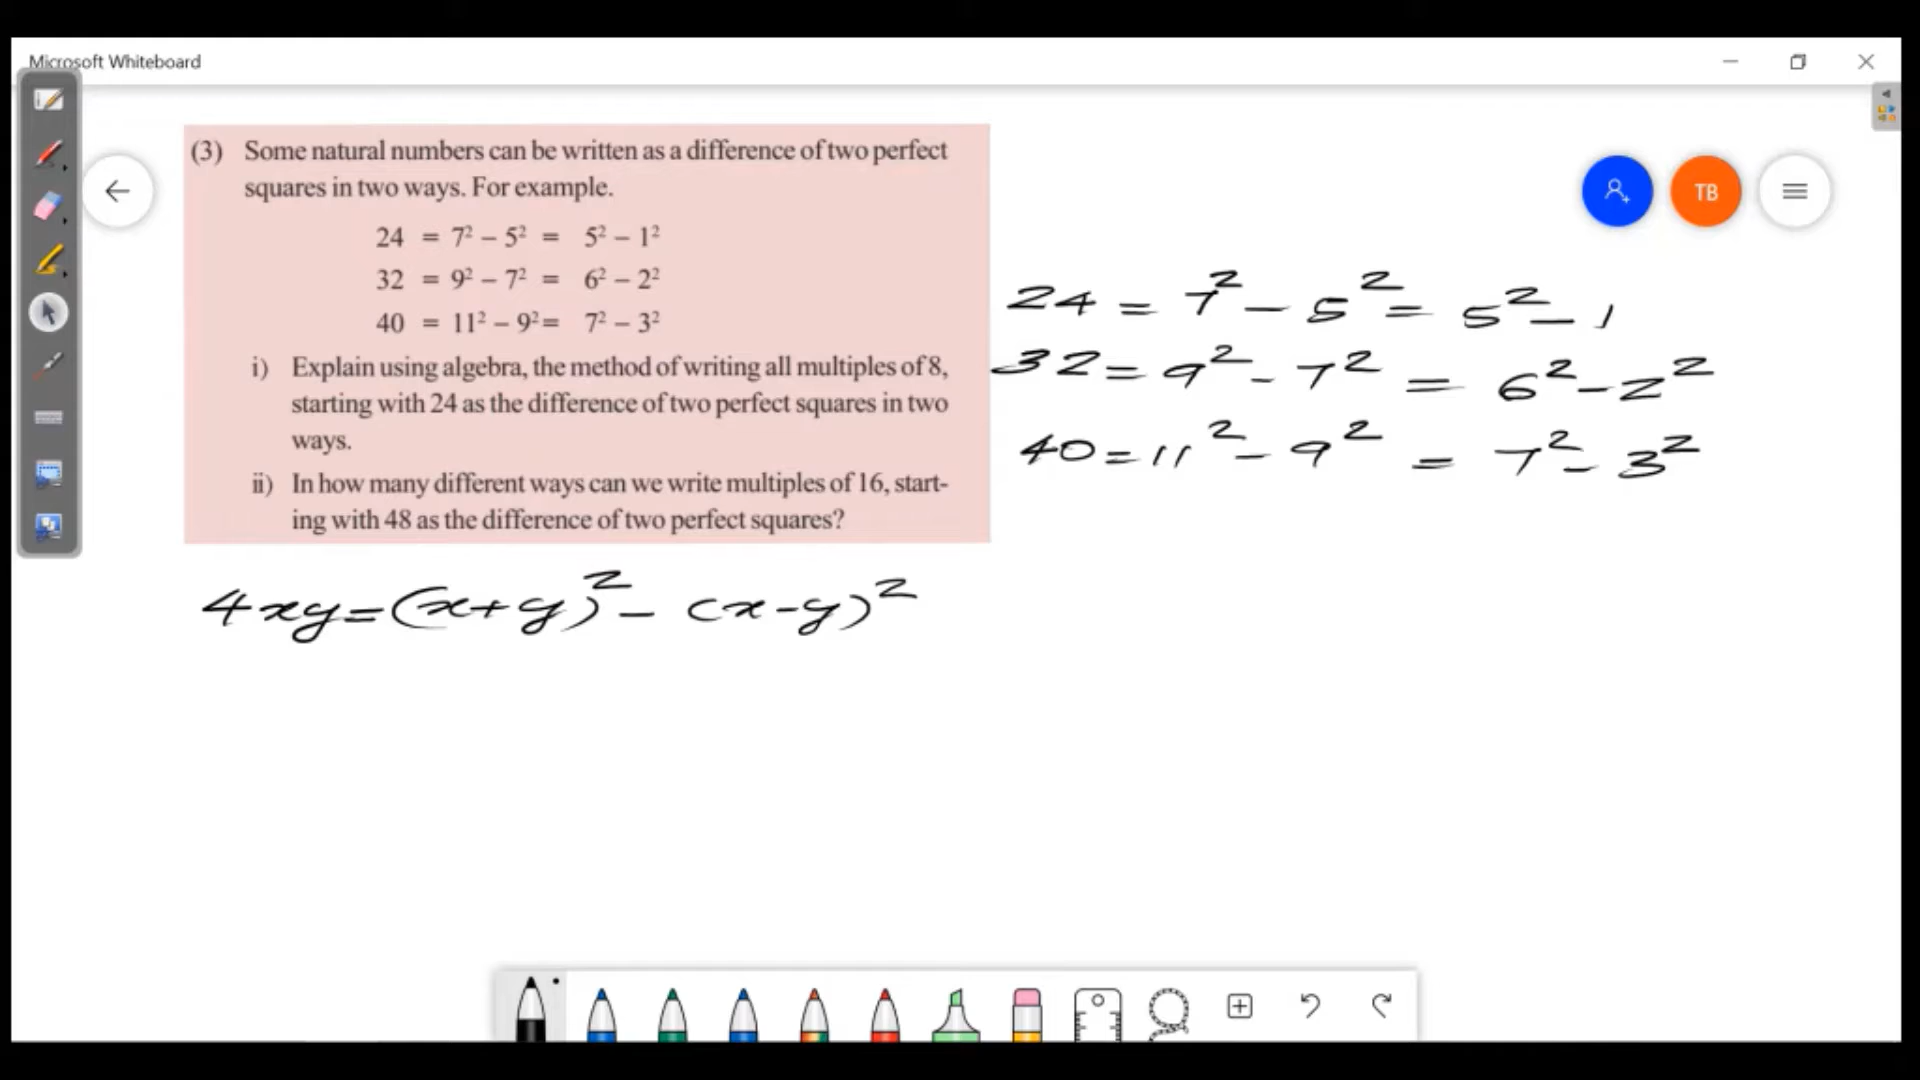 Microsoft Whiteboard
TB
(3) Some natural numbers can be written as a difference of two perfect
squares in two ways. For example.
24 = 7² – 5² = 5² – 1²
32 = 9² – 7² = 6² – 2²
40 = 11² – 9² = 7² – 3²
i) Explain using algebra, the method of writing all multiples of 8,
starting with 24 as the difference of two perfect squares in two
ways.
ii) In how many different ways can we write multiples of 16, start-
ing with 48 as the difference of two perfect squares?
24 = 7² – 5² = 5² – 1
32 = 9² – 7² = 6² – 2²
40 = 11² – 9² = 7² – 3²
4xy = (x+y)² – (x-y)²